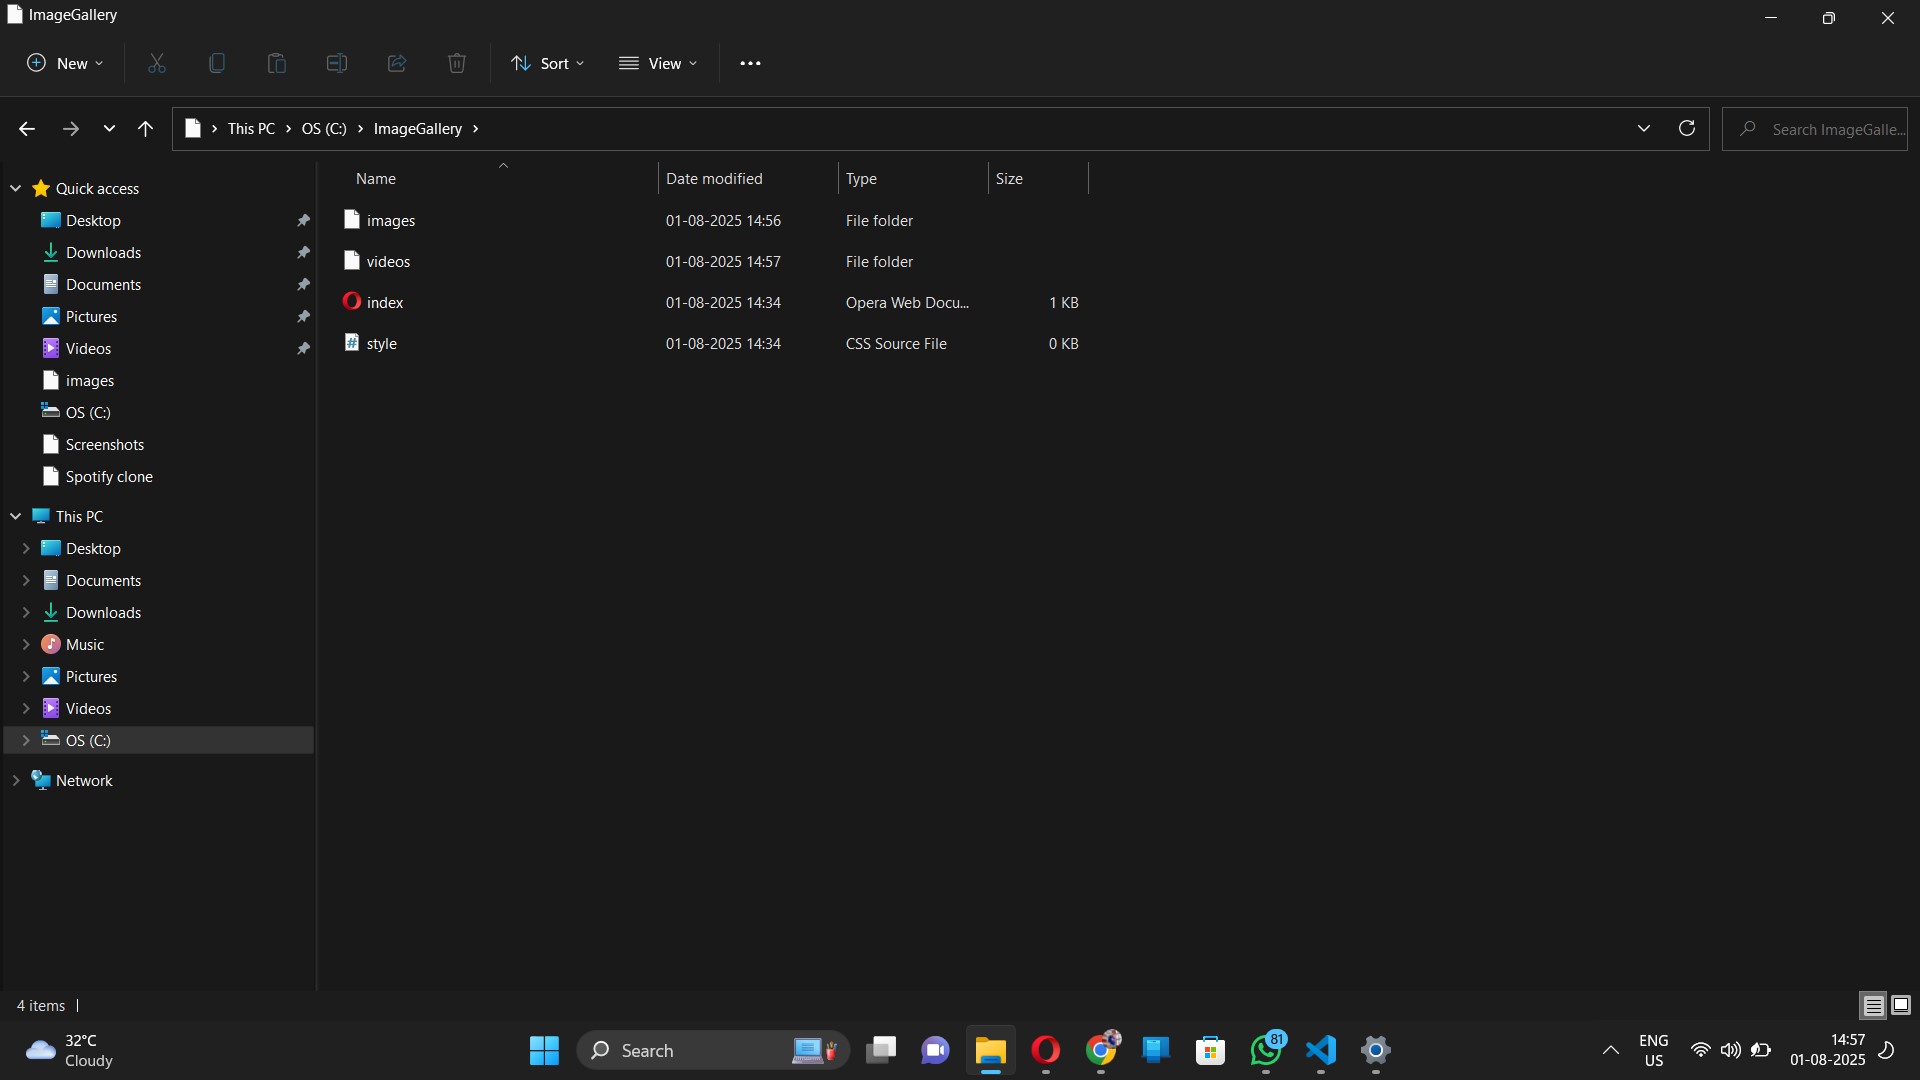 ImageGallery
New
Sort
View
This PC
OS (C:)
ImageGallery
Search ImageGalle...
Name
Date modified
Type
Size
images
01-08-2025 14:56
File folder
videos
01-08-2025 14:57
File folder
index
01-08-2025 14:34
Opera Web Docu...
1 KB
style
01-08-2025 14:34
CSS Source File
0 KB
Quick access
Desktop
Downloads
Documents
Pictures
Videos
images
OS (C:)
Screenshots
Spotify clone
This PC
Desktop
Documents
Downloads
Music
Pictures
Videos
OS (C:)
Network
4 items
32°C
Cloudy
Search
81
ENG
US
14:57
01-08-2025